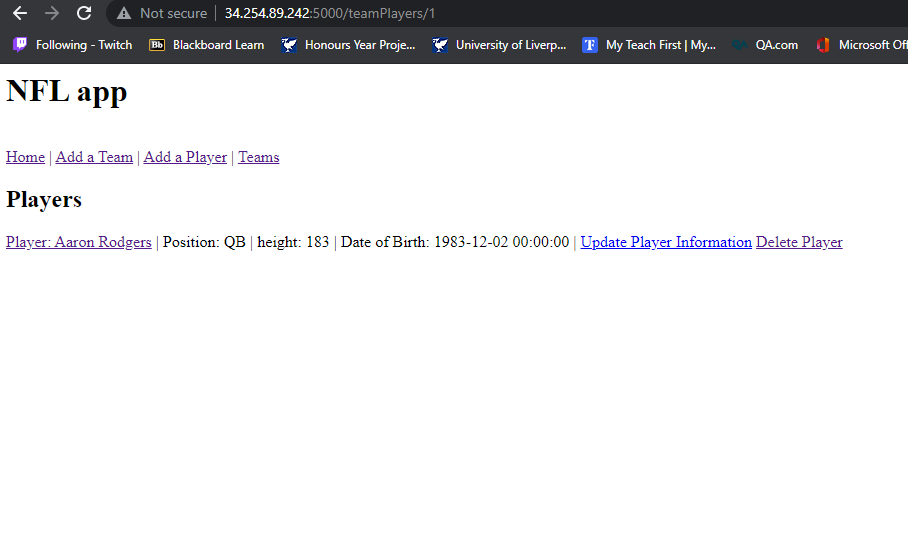 Not secure | 34.254.89.242:5000/teamPlayers/1
Following - Twitch Bb Blackboard Learn Honours Year Proje... University of Liverp... T My Teach First | My... QA.com Microsoft Off
NFL app
Home | Add a Team | Add a Player | Teams
Players
Player: Aaron Rodgers | Position: QB | height: 183 | Date of Birth: 1983-12-02 00:00:00 | Update Player Information Delete Player